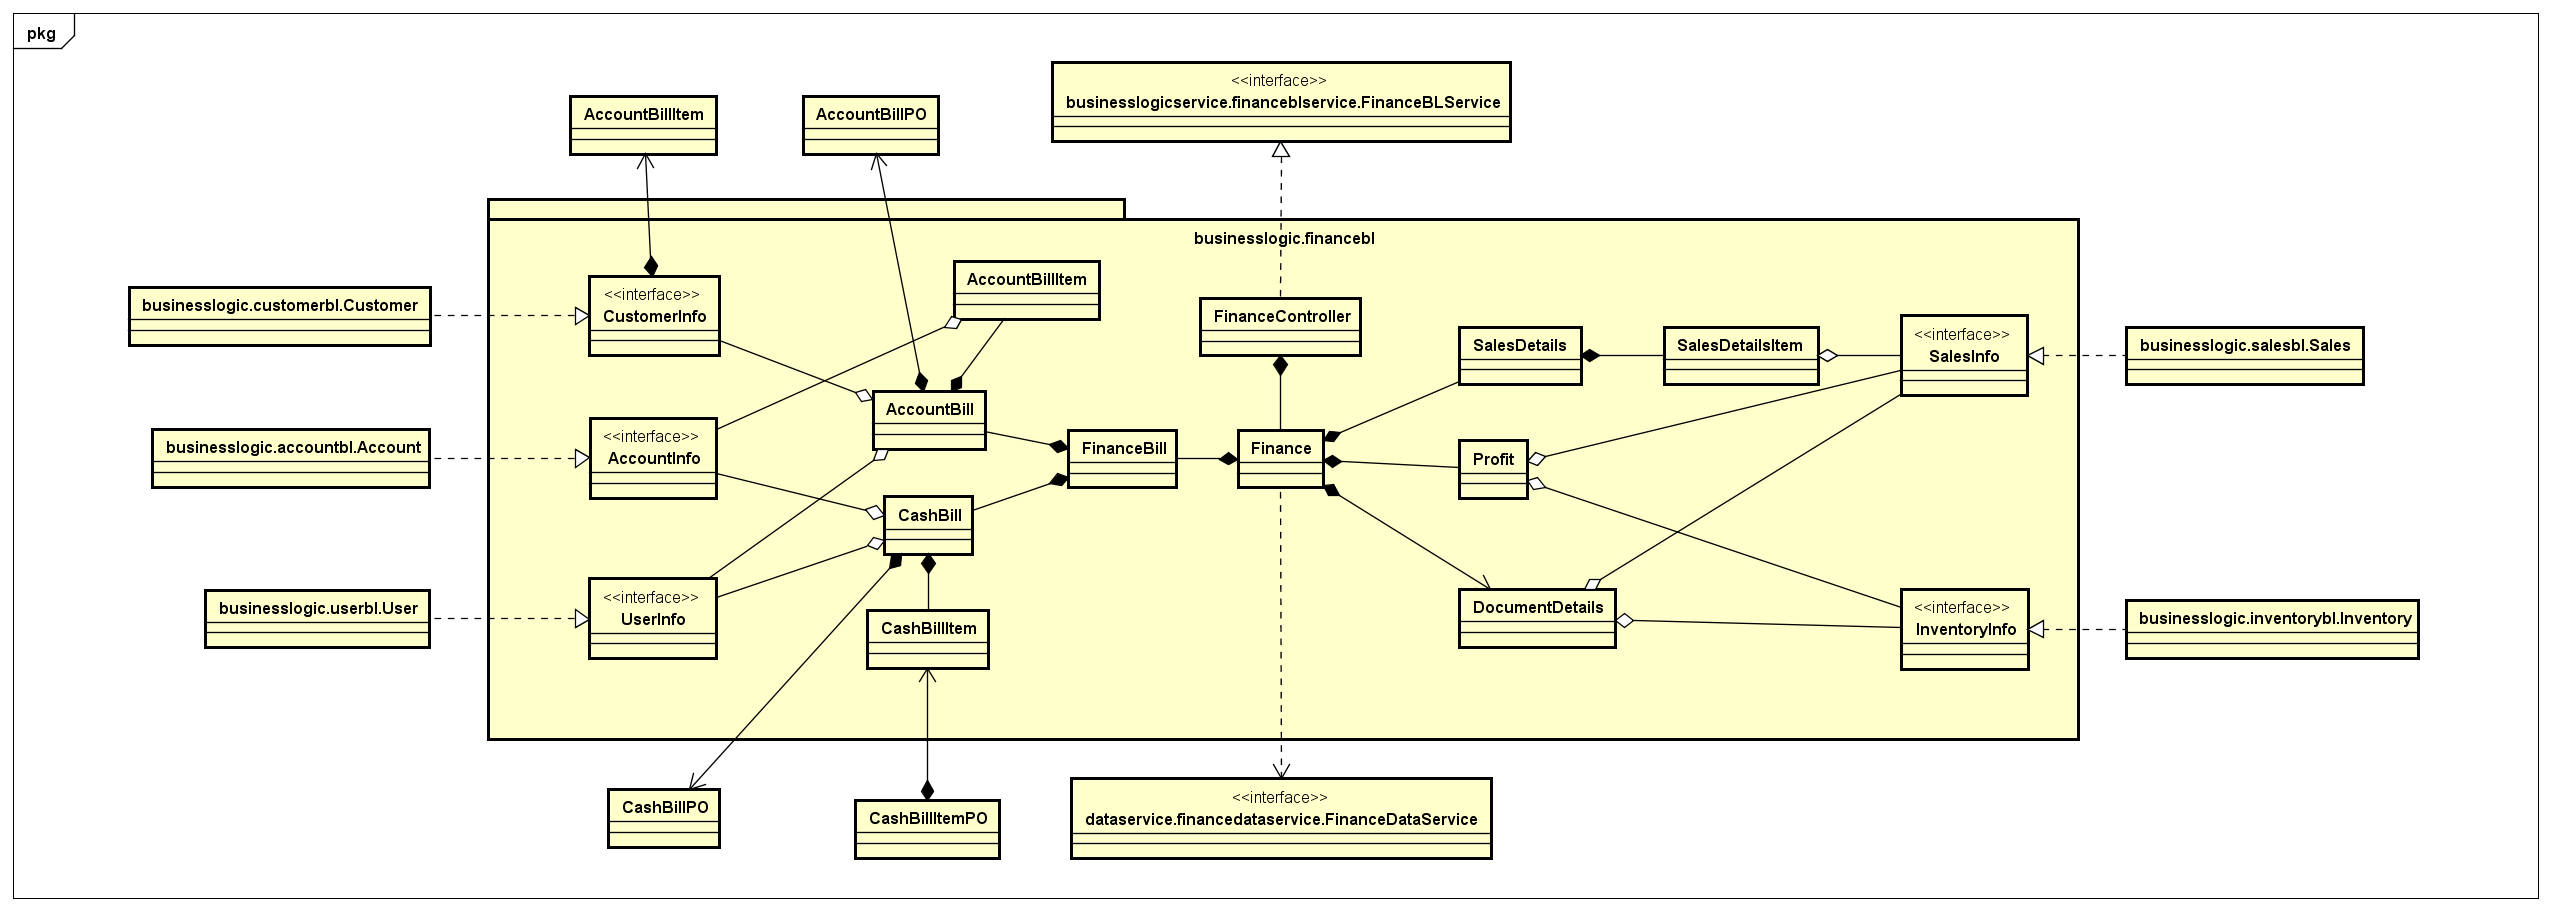 pkg
<<interface>>
businesslogicservice.financeblservice.FinanceBLService
AccountBillItem
AccountBillPO
businesslogic.financebl
AccountBillItem
<<interface>>
CustomerInfo
businesslogic.customerbl.Customer
FinanceController
SalesDetails
SalesDetailsItem
<<interface>>
SalesInfo
businesslogic.salesbl.Sales
AccountBill
<<interface>>
AccountInfo
businesslogic.accountbl.Account
FinanceBill
Finance
Profit
CashBill
<<interface>>
UserInfo
businesslogic.userbl.User
CashBillItem
DocumentDetails
<<interface>>
InventoryInfo
businesslogic.inventorybl.Inventory
CashBillPO
CashBillItemPO
<<interface>>
dataservice.financedataservice.FinanceDataService